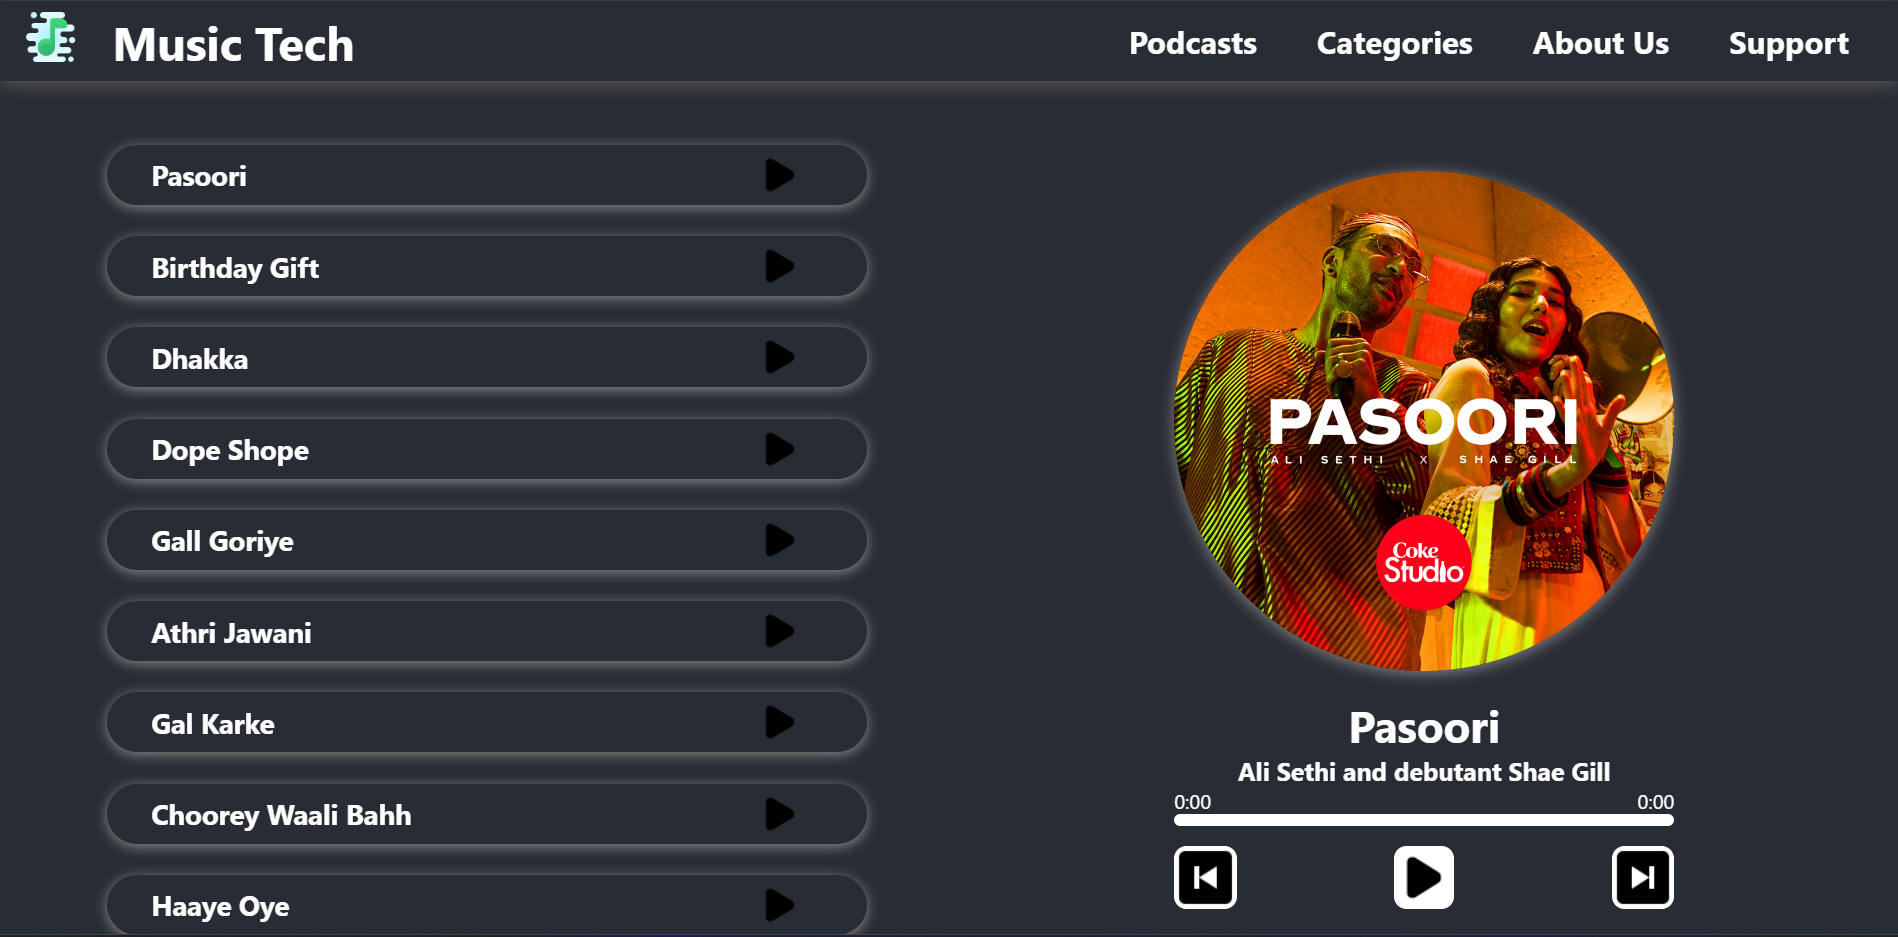 Music Tech
Podcasts
Categories
About Us
Support
Pasoori
Birthday Gift
Dhakka
Dope Shope
Gall Goriye
Athri Jawani
Gal Karke
Choorey Waali Bahh
Haaye Oye
PASOORI
ALI SETHI X SHAE GILL
Coke
Studio
Pasoori
Ali Sethi and debutant Shae Gill
0:00
0:00